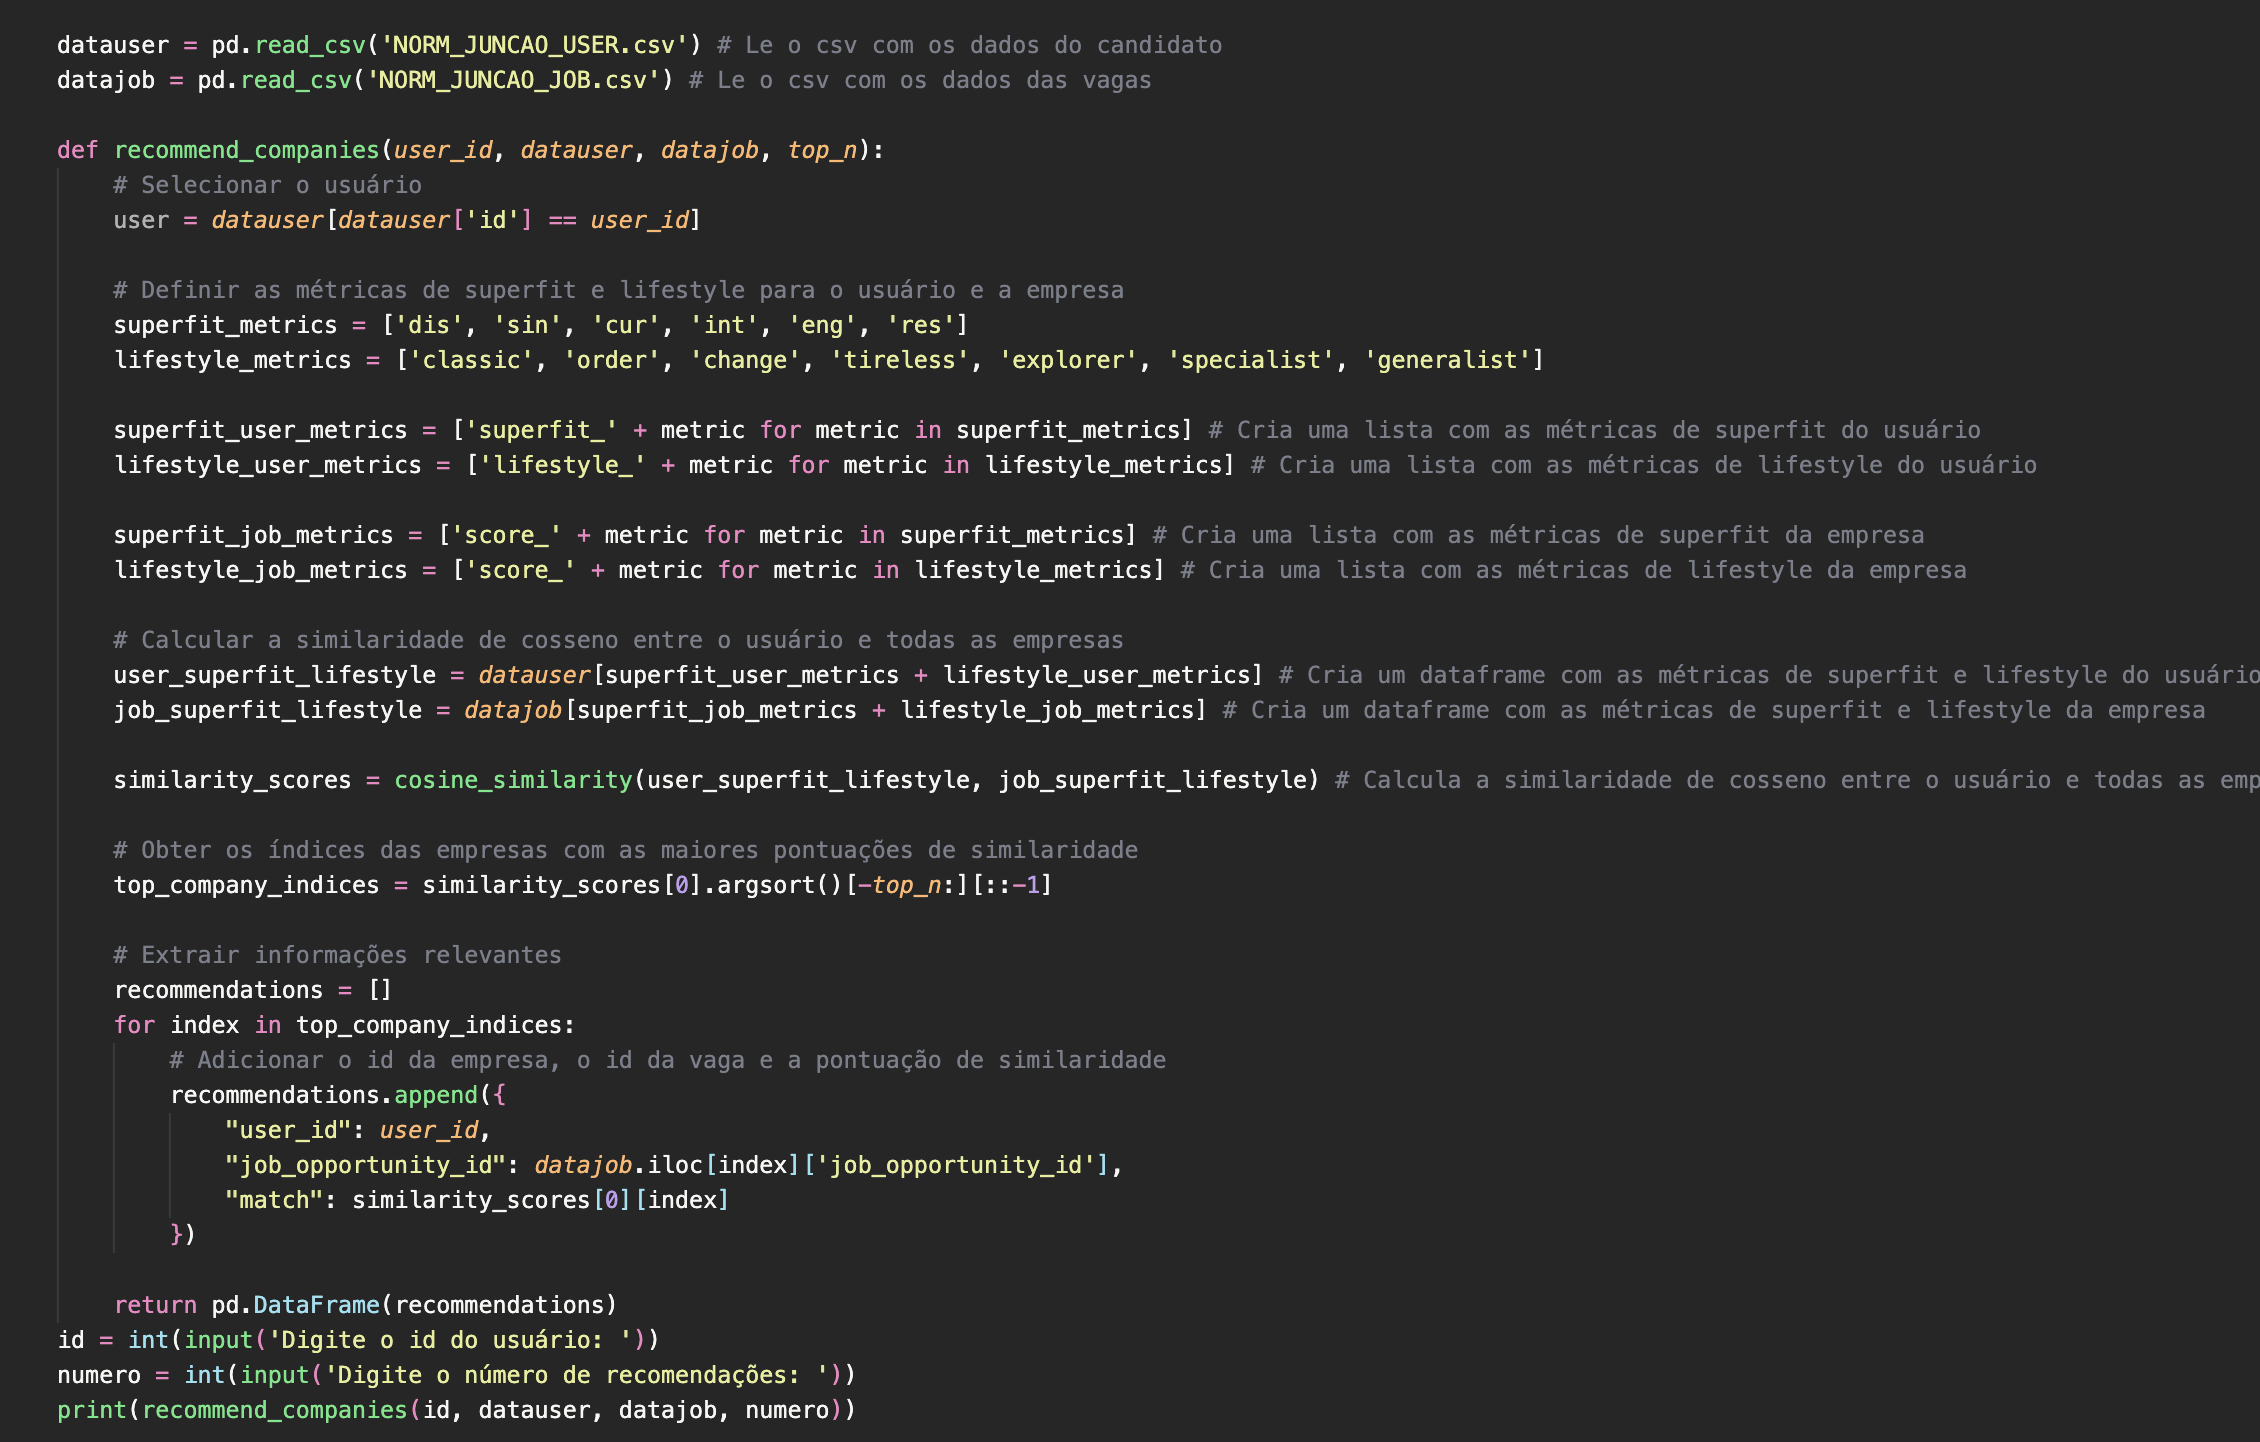 datauser = pd.read_csv('NORM_JUNCAO_USER.csv') # Le o csv com os dados do candidato
datajob = pd.read_csv('NORM_JUNCAO_JOB.csv') # Le o csv com os dados das vagas

def recommend_companies(user_id, datauser, datajob, top_n):
    # Selecionar o usuário
    user = datauser[datauser['id'] == user_id]

    # Definir as métricas de superfit e lifestyle para o usuário e a empresa
    superfit_metrics = ['dis', 'sin', 'cur', 'int', 'eng', 'res']
    lifestyle_metrics = ['classic', 'order', 'change', 'tireless', 'explorer', 'specialist', 'generalist']

    superfit_user_metrics = ['superfit_' + metric for metric in superfit_metrics] # Cria uma lista com as métricas de superfit do usuário
    lifestyle_user_metrics = ['lifestyle_' + metric for metric in lifestyle_metrics] # Cria uma lista com as métricas de lifestyle do usuário

    superfit_job_metrics = ['score_' + metric for metric in superfit_metrics] # Cria uma lista com as métricas de superfit da empresa
    lifestyle_job_metrics = ['score_' + metric for metric in lifestyle_metrics] # Cria uma lista com as métricas de lifestyle da empresa

    # Calcular a similaridade de cosseno entre o usuário e todas as empresas
    user_superfit_lifestyle = datauser[superfit_user_metrics + lifestyle_user_metrics] # Cria um dataframe com as métricas de superfit e lifestyle do usuário
    job_superfit_lifestyle = datajob[superfit_job_metrics + lifestyle_job_metrics] # Cria um dataframe com as métricas de superfit e lifestyle da empresa

    similarity_scores = cosine_similarity(user_superfit_lifestyle, job_superfit_lifestyle) # Calcula a similaridade de cosseno entre o usuário e todas as emp

    # Obter os índices das empresas com as maiores pontuações de similaridade
    top_company_indices = similarity_scores[0].argsort()[-top_n:][::-1]

    # Extrair informações relevantes
    recommendations = []
    for index in top_company_indices:
        # Adicionar o id da empresa, o id da vaga e a pontuação de similaridade
        recommendations.append({
            "user_id": user_id,
            "job_opportunity_id": datajob.iloc[index]['job_opportunity_id'],
            "match": similarity_scores[0][index]
        })

    return pd.DataFrame(recommendations)
id = int(input('Digite o id do usuário: '))
numero = int(input('Digite o número de recomendações: '))
print(recommend_companies(id, datauser, datajob, numero))